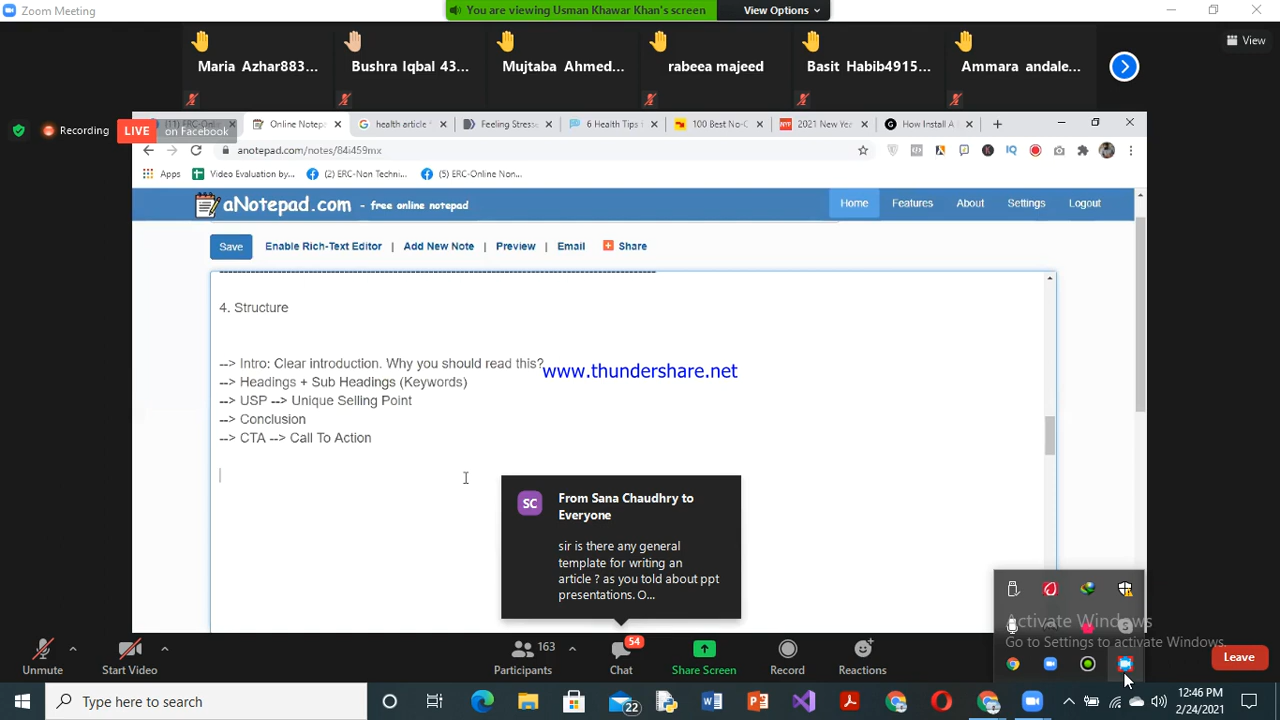 Zoom Meeting
You are viewing Usman Khawar Khan's screen
View Options
Maria Azhar883...
Bushra Iqbal 43...
Mujtaba Ahmed...
rabeea majeed
Basit Habib4915...
Ammara andale...
View
Recording
LIVE on Facebook
Online Notep
health article
Feeling Stresse
6 Health Tips
100 Best No-C
2021 New Yea
How Install A
anotepad.com/notes/84i459mx
Apps
Video Evaluation by...
(2) ERC-Non Techni...
(5) ERC-Online Non...
aNotepad.com - free online notepad
Home
Features
About
Settings
Logout
Save
Enable Rich-Text Editor | Add New Note | Preview | Email | Share
4. Structure
--> Intro: Clear introduction. Why you should read this?
www.thundershare.net
--> Headings + Sub Headings (Keywords)
--> USP --> Unique Selling Point
--> Conclusion
--> CTA --> Call To Action
SC
From Sana Chaudhry to
Everyone
sir is there any general
template for writing an
article ? as you told about ppt
presentations. O...
Activate Windows
Go to Settings to activate Windows.
Unmute
Start Video
163
Participants
54
Chat
Share Screen
Record
Reactions
Leave
Type here to search
22
12:46 PM
2/24/2021